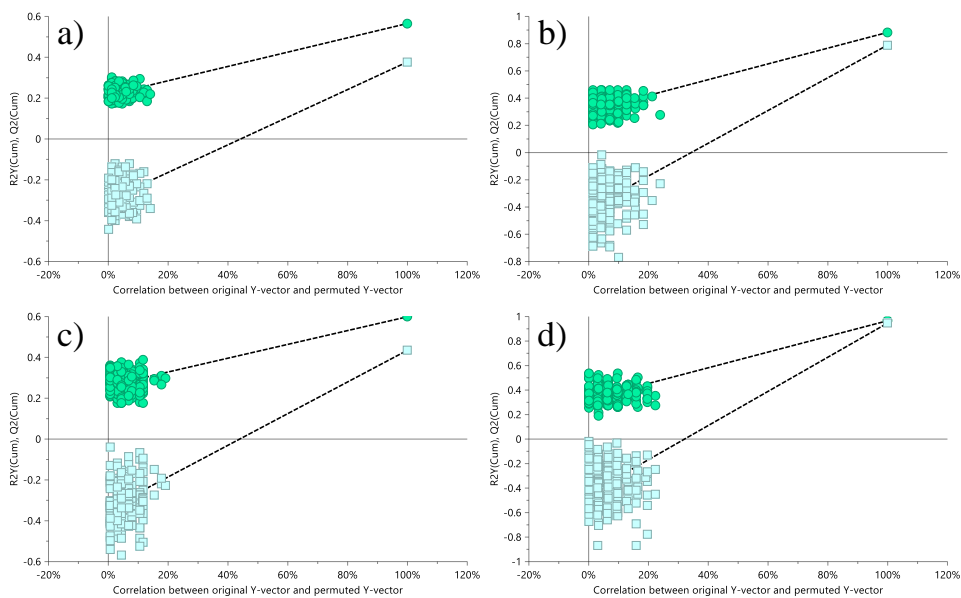 a)
0.6
0.4
0.2
0
-0.2
-0.4
-0.6
R2Y(Cum), Q2(Cum)
-20% 0% 20% 40% 60% 80% 100% 120%
Correlation between original Y-vector and permuted Y-vector
b)
1
0.8
0.6
0.4
0.2
0
-0.2
-0.4
-0.6
-0.8
R2Y(Cum), Q2(Cum)
-20% 0% 20% 40% 60% 80% 100% 120%
Correlation between original Y-vector and permuted Y-vector
c)
0.6
0.4
0.2
0
-0.2
-0.4
-0.6
R2Y(Cum), Q2(Cum)
-20% 0% 20% 40% 60% 80% 100% 120%
Correlation between original Y-vector and permuted Y-vector
d)
1
0.8
0.6
0.4
0.2
0
-0.2
-0.4
-0.6
-0.8
-1
R2Y(Cum), Q2(Cum)
-20% 0% 20% 40% 60% 80% 100% 120%
Correlation between original Y-vector and permuted Y-vector